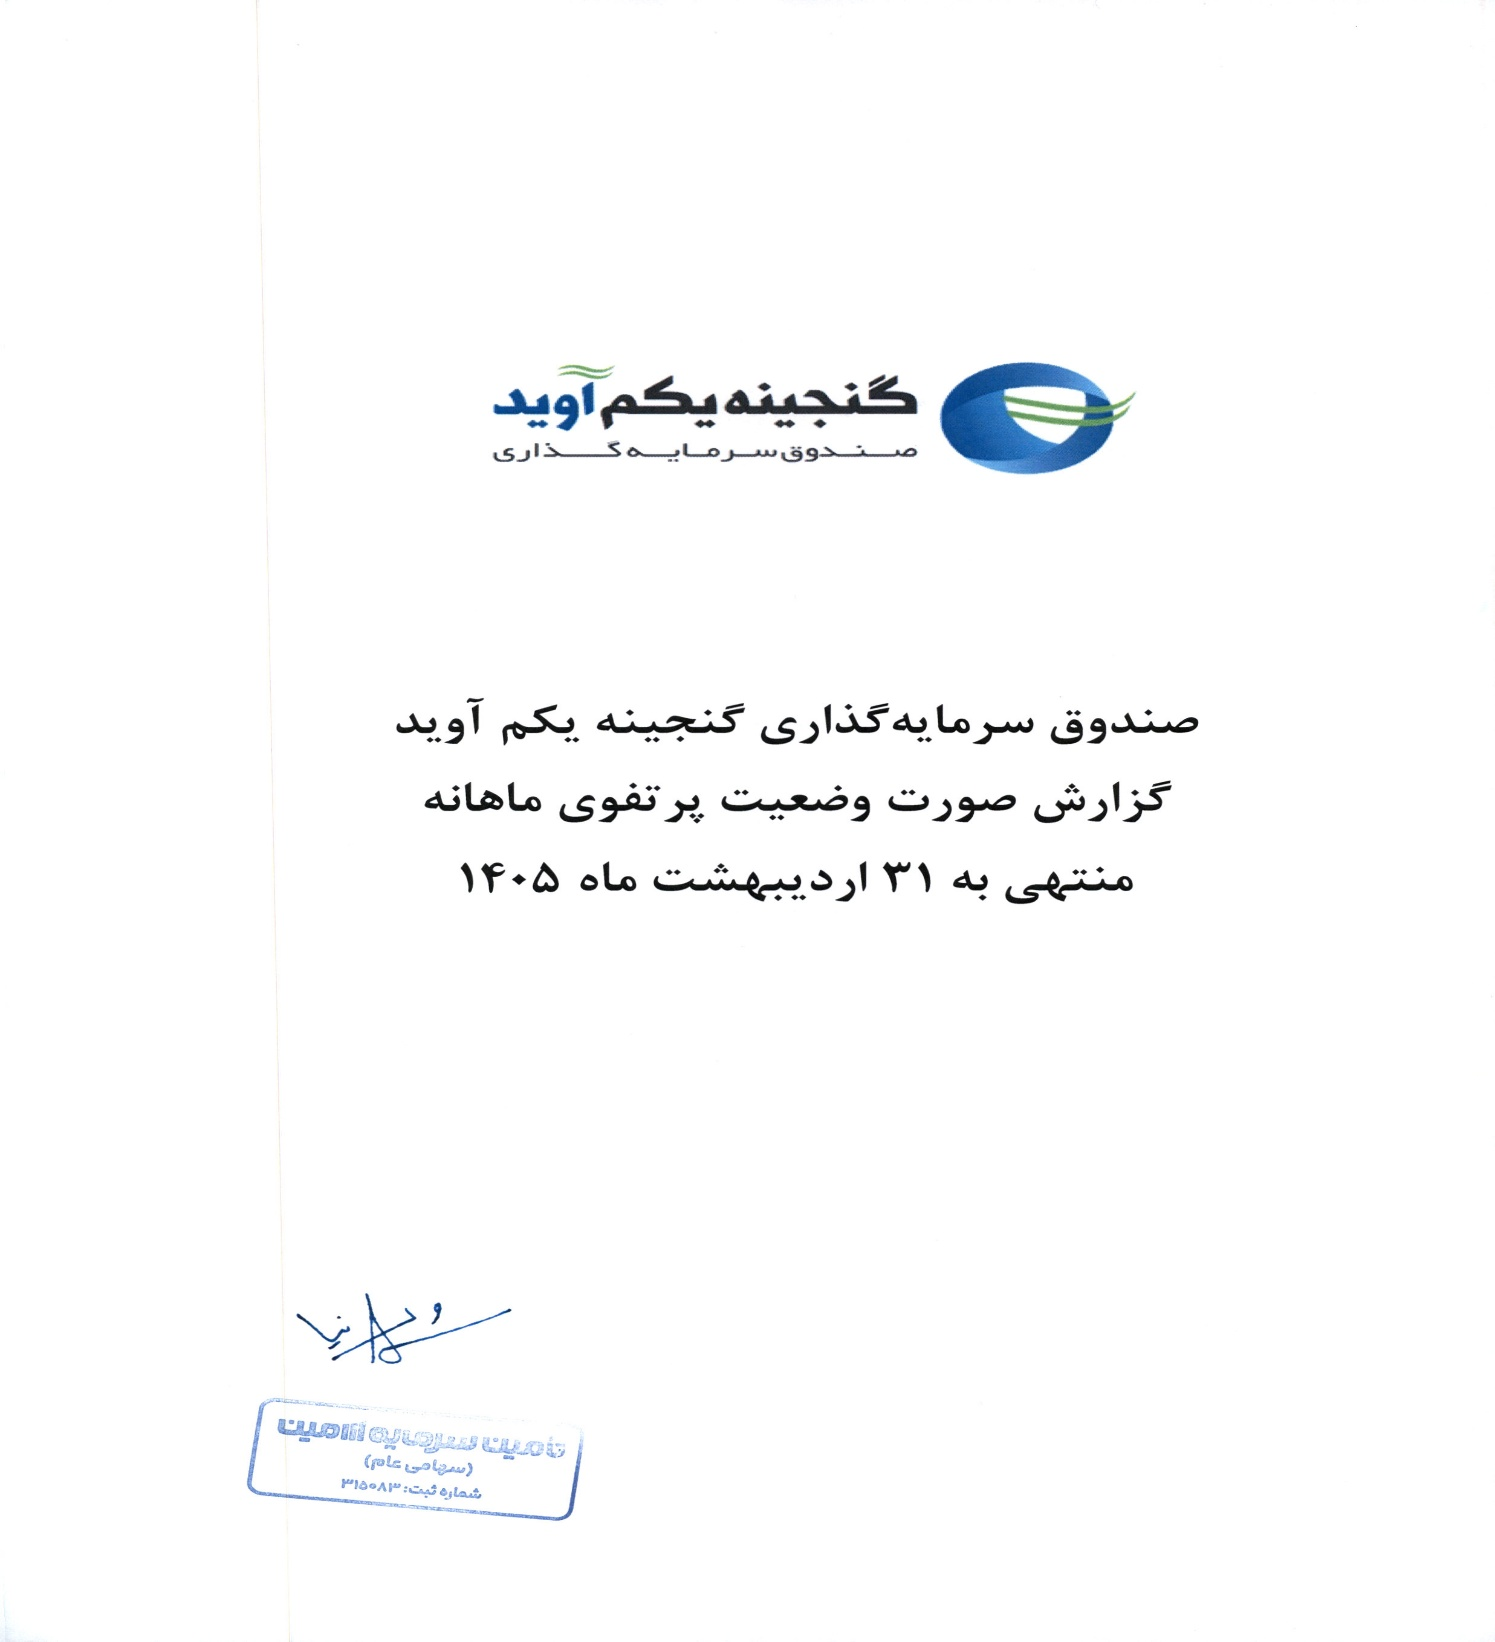 گنجینه یکم آوید
صندوق سرمایه گذاری
صندوق سرمایه‌گذاری گنجینه یکم آوید
گزارش صورت وضعیت پرتفوی ماهانه
منتهی به ۳۱ اردیبهشت ماه ۱۴۰۵
تامین سرمایه امین
(سهامی عام)
شماره ثبت: ۳۱۵۰۸۳